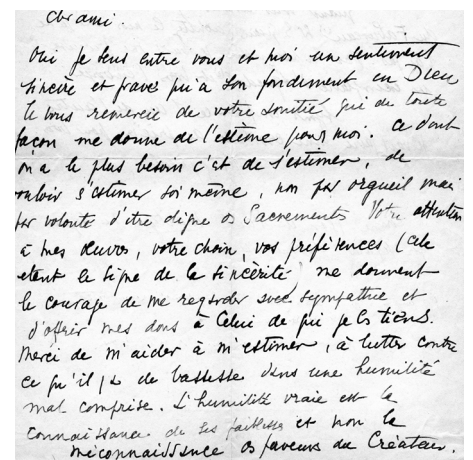 Cher ami.
Oui je sens entre vous et moi un sentiment
sincère et grave qui a son fondement en Dieu
Je vous remercie de votre amitié qui de toute
façon me donne de l'estime pour moi. Ce dont
on a le plus besoin c'est de s'estimer, de
vouloir s'estimer soi même, non par orgueil mais
par volonté d'être digne des Sacrements Votre attention
à mes œuvres, votre choix, vos préférences (cela
étant le signe de la sincérité) me donnent
le courage de me regarder avec sympathie et
d'offrir mes dons à Celui de qui je les tiens.
Merci de m'aider à m'estimer, à lutter contre
ce qu'il y a de bassesse dans une humilité
mal comprise. L'humilité vraie est la
connaissance de ses faiblesses et non la
méconnaissance des faveurs du Créateur.